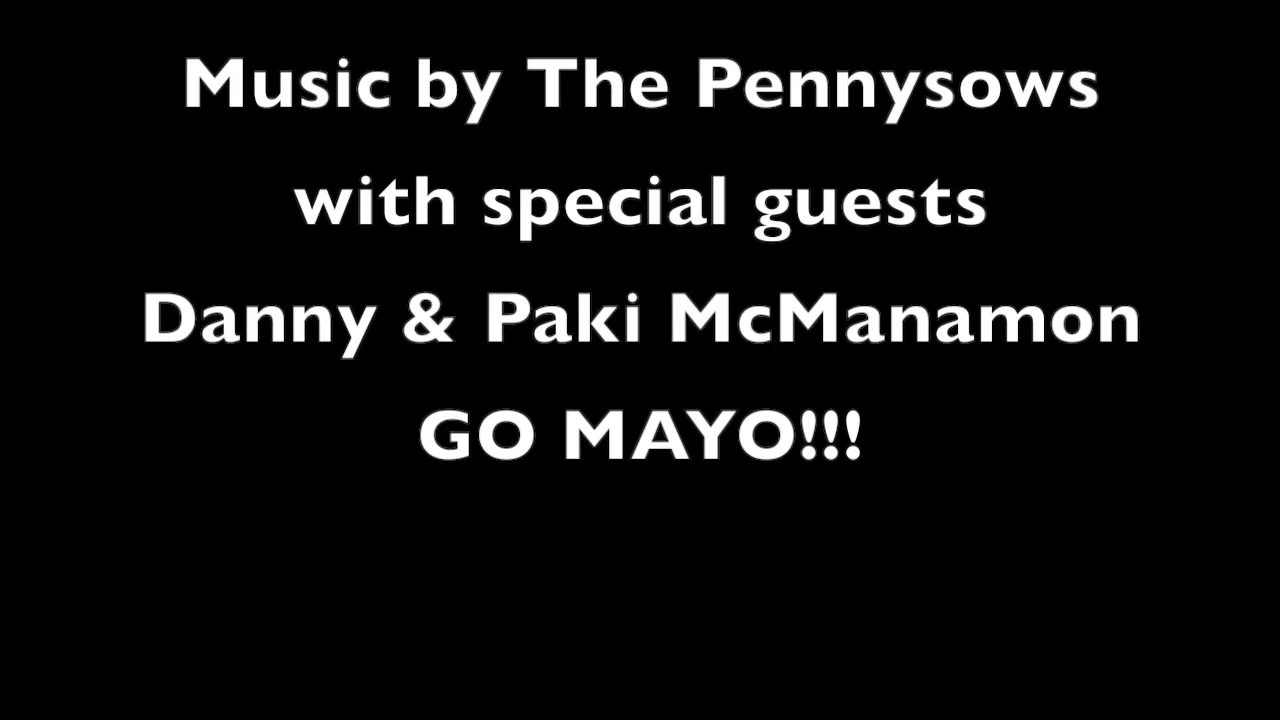 Music by The Pennysows
with special guests
Danny & Paki McManamon
GO MAYO!!!